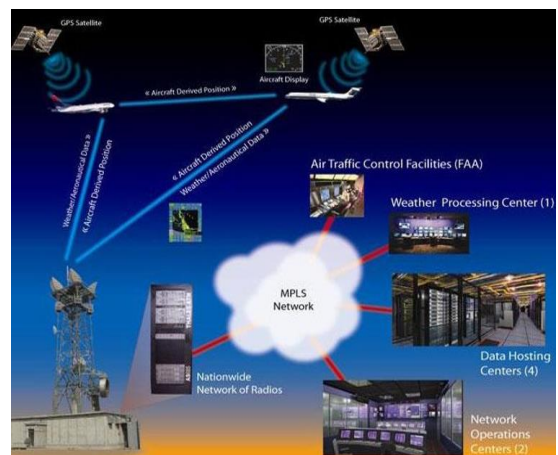 GPS Satellite
GPS Satellite
Aircraft Display
« Aircraft Derived Position »
Weather/Aeronautical Data »
« Aircraft Derived Position
« Aircraft Derived Position
Weather/Aeronautical Data »
Air Traffic Control Facilities (FAA)
Weather Processing Center (1)
MPLS
Network
Data Hosting
Centers (4)
Nationwide
Network of Radios
Network
Operations
Centers (2)